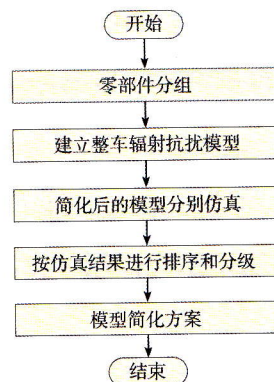 开始
零部件分组
建立整车辐射抗扰模型
简化后的模型分别仿真
按仿真结果进行排序和分级
模型简化方案
结束